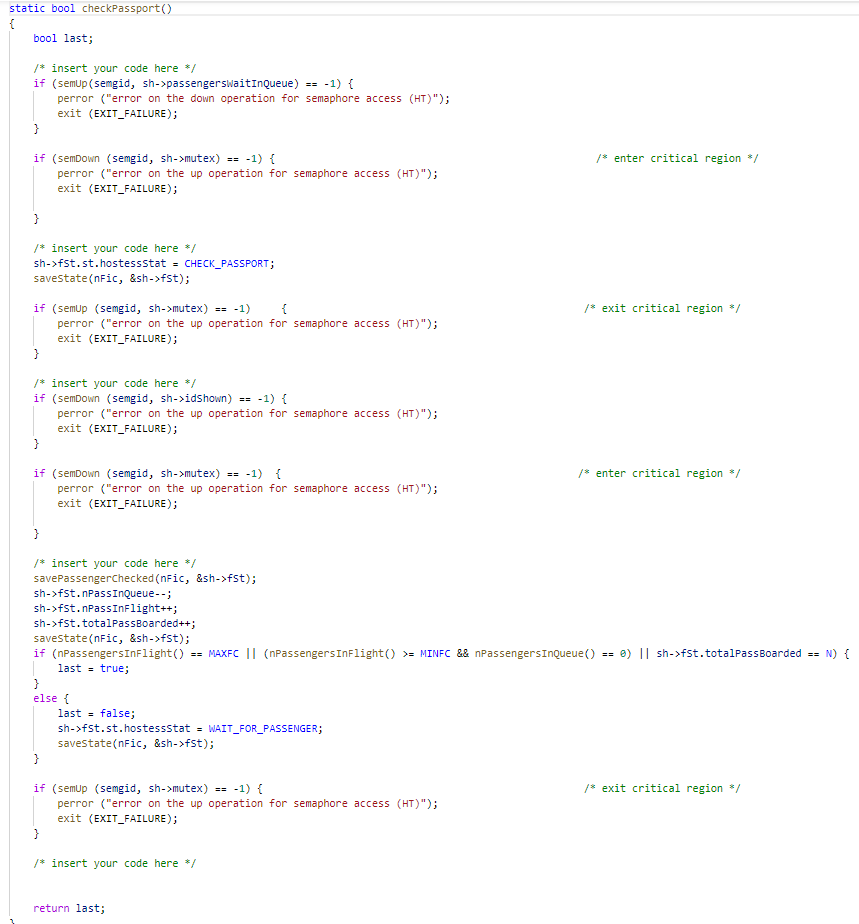 static bool checkPassport()
{
    bool last;

    /* insert your code here */
    if (semUp(semgid, sh->passengersWaitInQueue) == -1) {
        perror ("error on the down operation for semaphore access (HT)");
        exit (EXIT_FAILURE);
    }

    if (semDown (semgid, sh->mutex) == -1) {                                                      /* enter critical region */
        perror ("error on the up operation for semaphore access (HT)");
        exit (EXIT_FAILURE);

    }

    /* insert your code here */
    sh->fSt.st.hostessStat = CHECK_PASSPORT;
    saveState(nFic, &sh->fSt);

    if (semUp (semgid, sh->mutex) == -1)     {                                                  /* exit critical region */
        perror ("error on the up operation for semaphore access (HT)");
        exit (EXIT_FAILURE);
    }

    /* insert your code here */
    if (semDown (semgid, sh->idShown) == -1) {
        perror ("error on the up operation for semaphore access (HT)");
        exit (EXIT_FAILURE);
    }

    if (semDown (semgid, sh->mutex) == -1)  {                                                  /* enter critical region */
        perror ("error on the up operation for semaphore access (HT)");
        exit (EXIT_FAILURE);

    }

    /* insert your code here */
    savePassengerChecked(nFic, &sh->fSt);
    sh->fSt.nPassInQueue--;
    sh->fSt.nPassInFlight++;
    sh->fSt.totalPassBoarded++;
    saveState(nFic, &sh->fSt);
    if (nPassengersInFlight() == MAXFC || (nPassengersInFlight() >= MINFC && nPassengersInQueue() == 0) || sh->fSt.totalPassBoarded == N) {
        last = true;
    }
    else {
        last = false;
        sh->fSt.st.hostessStat = WAIT_FOR_PASSENGER;
        saveState(nFic, &sh->fSt);
    }

    if (semUp (semgid, sh->mutex) == -1) {                                                      /* exit critical region */
        perror ("error on the up operation for semaphore access (HT)");
        exit (EXIT_FAILURE);
    }

    /* insert your code here */


    return last;
}